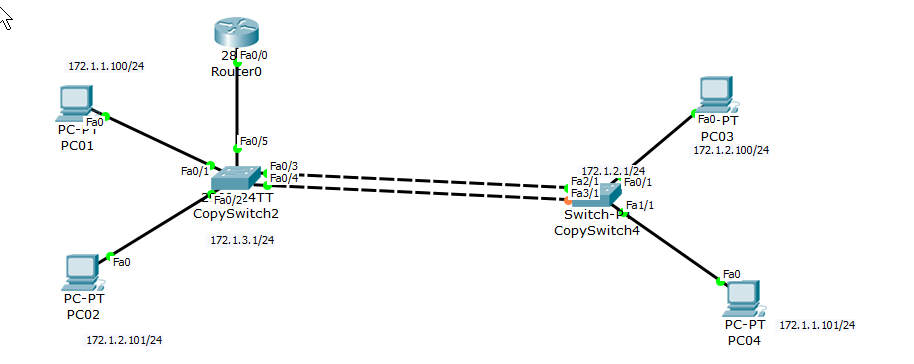 Fa0/0
Router0
172.1.1.100/24
Fa0
PC-PT
PC01
Fa0/5
Fa0/1
Fa0/3
Fa0/4
Fa0/2
24TT
CopySwitch2
172.1.3.1/24
Fa0
PC-PT
PC02
172.1.2.101/24
Fa0
-PT
PC03
172.1.2.100/24
172.1.2.1/24
Fa2/1
Fa0/1
Fa3/1
Switch-P
CopySwitch4
Fa1/1
Fa0
PC-PT
PC04
172.1.1.101/24